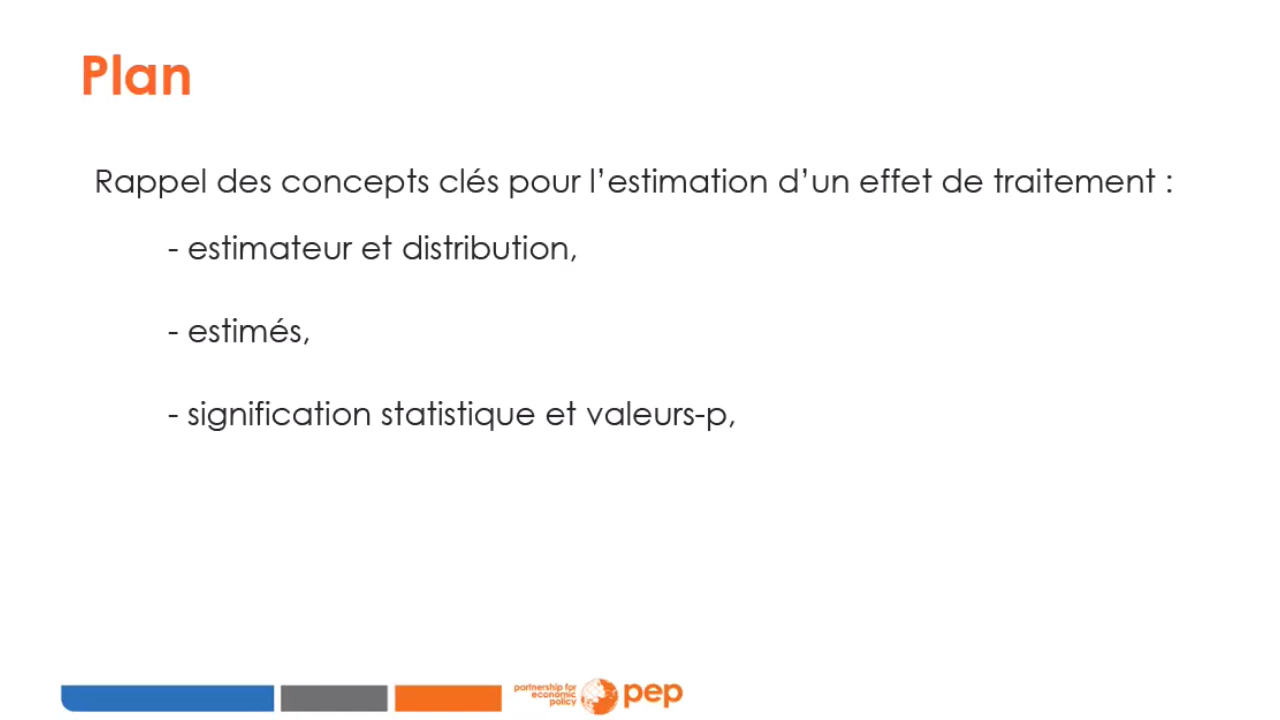 Plan
Rappel des concepts clés pour l’estimation d’un effet de traitement :
- estimateur et distribution,
- estimés,
- signification statistique et valeurs-p,
partnership for
economic
policy
pep